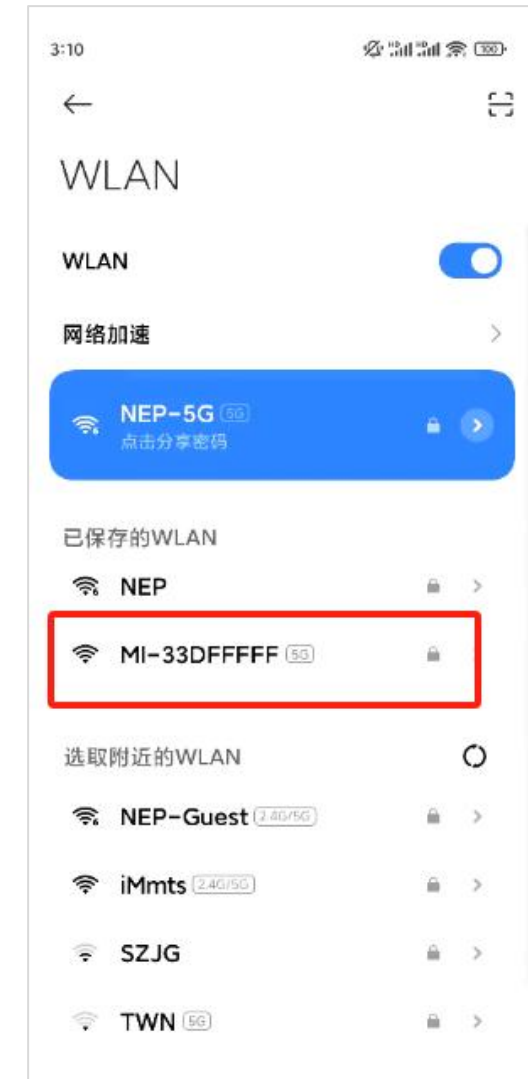 3:10
100
WLAN
WLAN
网络加速
NEP-5G 5G
点击分享密码
已保存的WLAN
NEP
MI-33DFFFFF 5G
选取附近的WLAN
NEP-Guest 2.4G/5G
iMmts 2.4G/5G
SZJG
TWN 5G